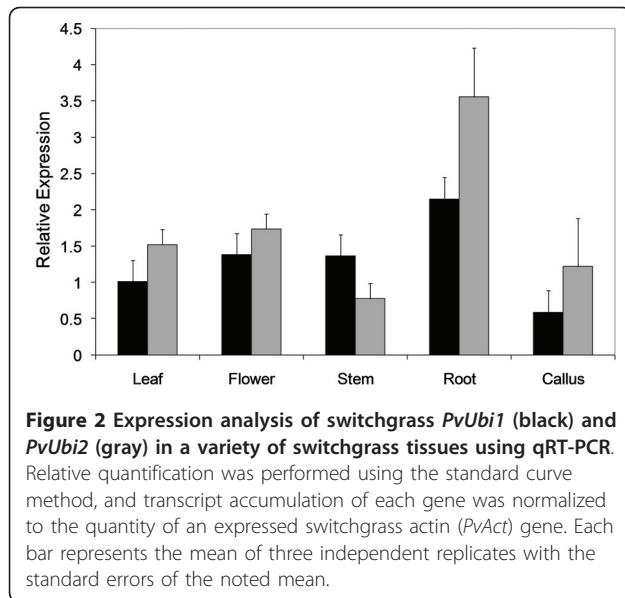 4.5
4
3.5
3
2.5
2
1.5
1
0.5
0
Relative Expression
Leaf Flower Stem Root Callus
Figure 2 Expression analysis of switchgrass PvUbi1 (black) and
PvUbi2 (gray) in a variety of switchgrass tissues using qRT-PCR.
Relative quantification was performed using the standard curve
method, and transcript accumulation of each gene was normalized
to the quantity of an expressed switchgrass actin (PvAct) gene. Each
bar represents the mean of three independent replicates with the
standard errors of the noted mean.